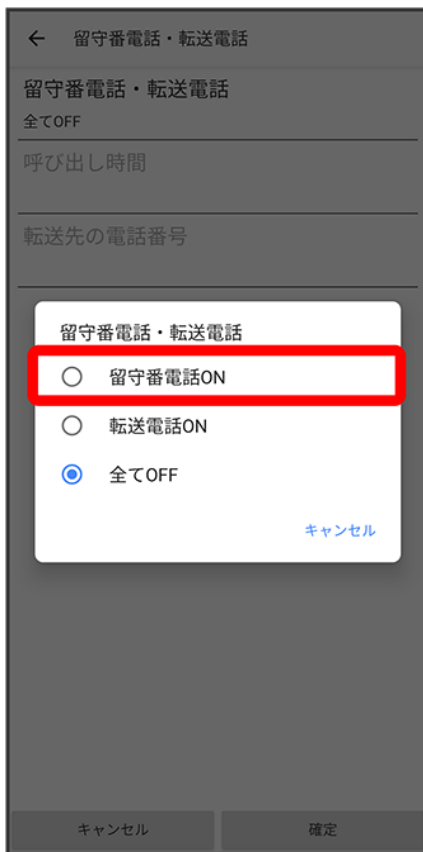 留守番電話・転送電話
留守番電話・転送電話
全てOFF
呼び出し時間
転送先の電話番号
留守番電話・転送電話
留守番電話ON
転送電話ON
全てOFF
キャンセル
キャンセル 確定